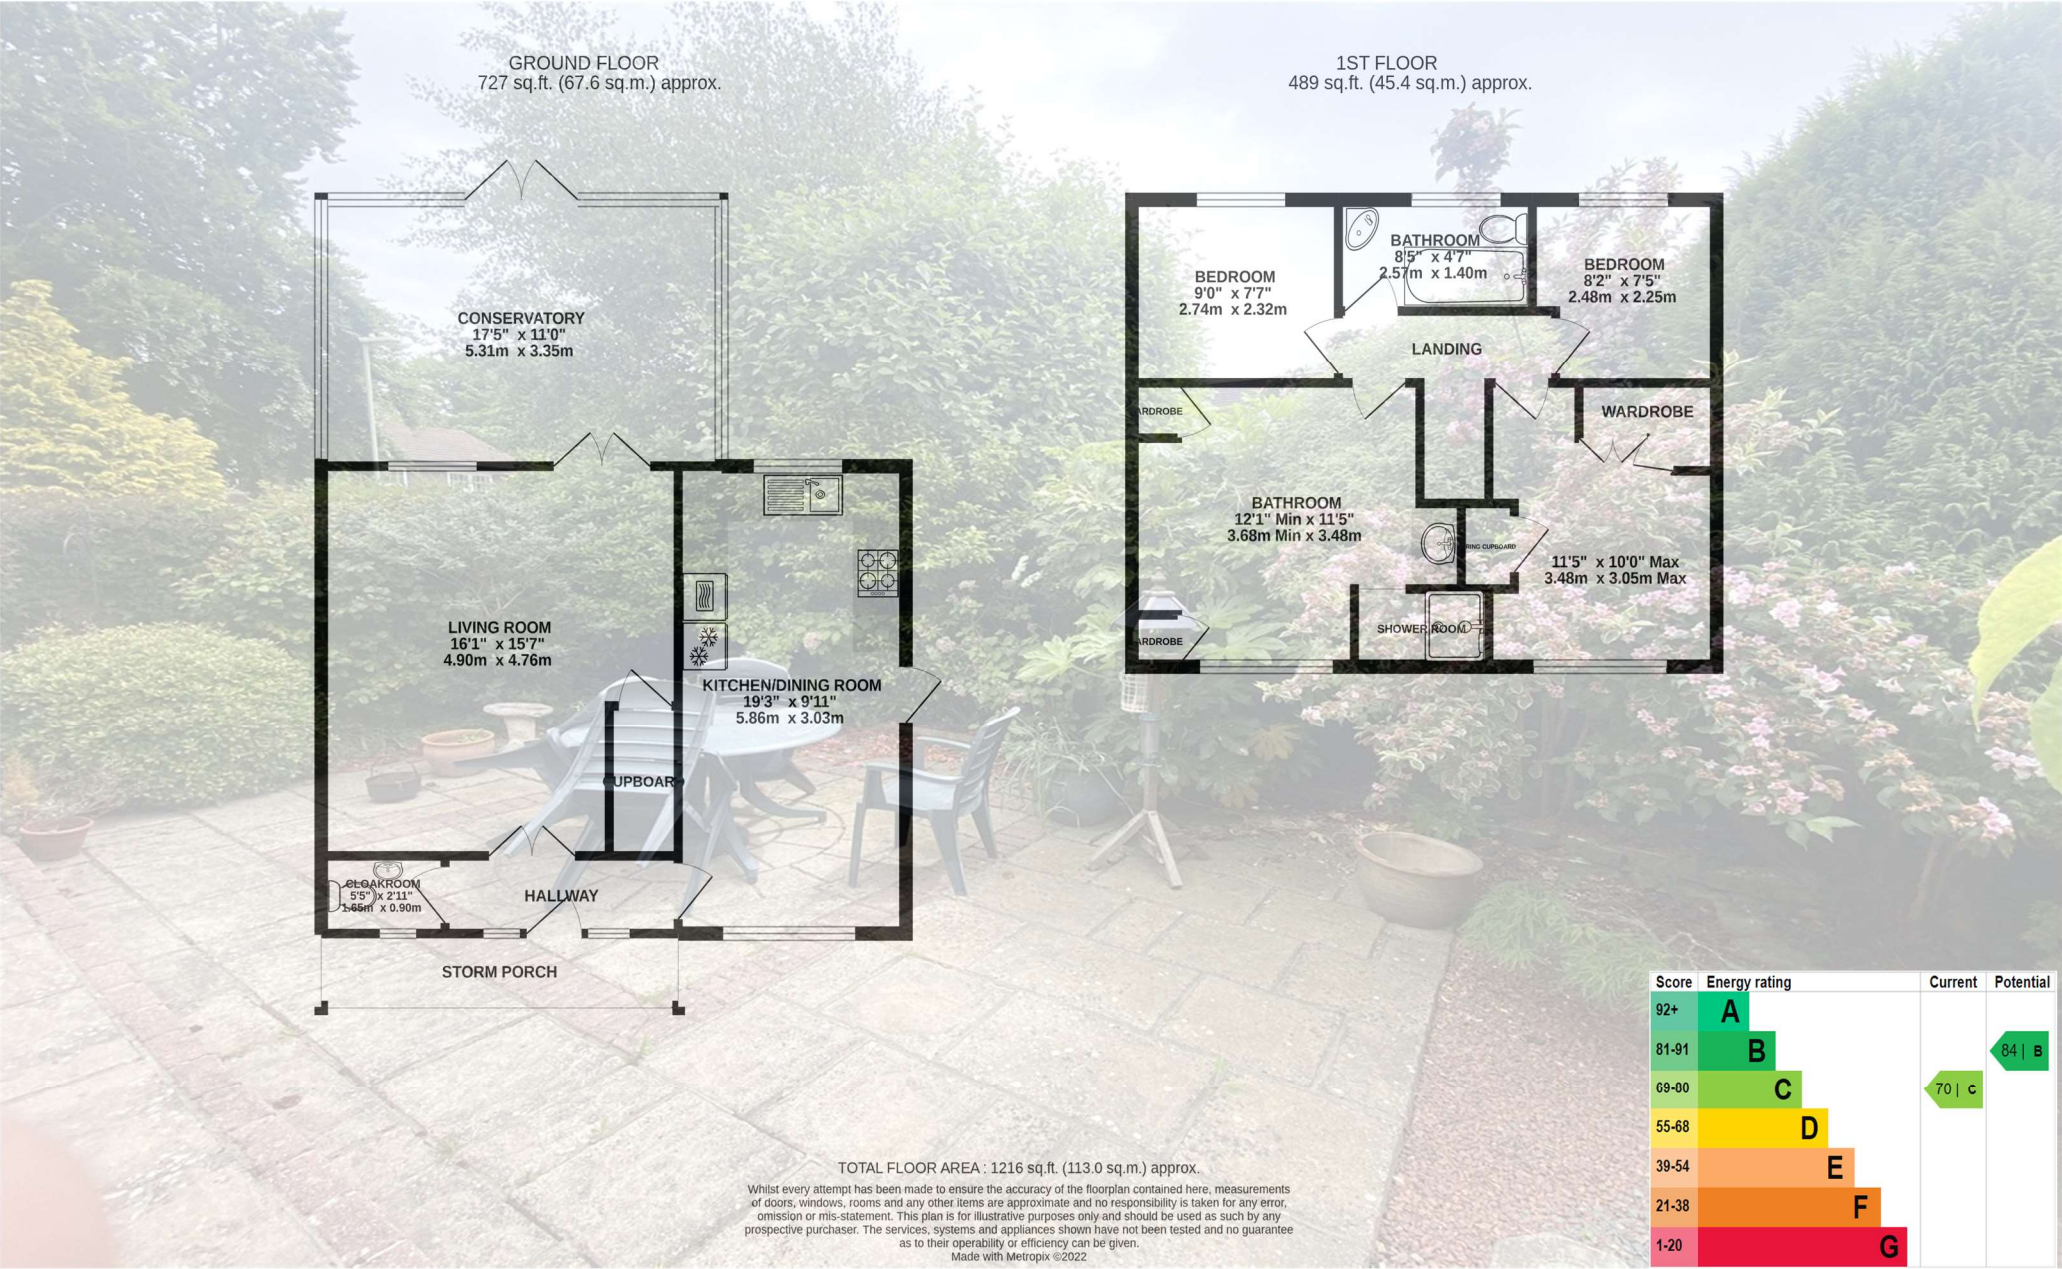 GROUND FLOOR
727 sq.ft. (67.6 sq.m.) approx.
1ST FLOOR
489 sq.ft. (45.4 sq.m.) approx.
CONSERVATORY
17'5" x 11'0"
5.31m x 3.35m
LIVING ROOM
16'1" x 15'7"
4.90m x 4.76m
KITCHEN/DINING ROOM
19'3" x 9'11"
5.86m x 3.03m
UPBOAR
CLOAKROOM
5'5" x 2'11"
1.65m x 0.90m
HALLWAY
STORM PORCH
BEDROOM
9'0" x 7'7"
2.74m x 2.32m
BATHROOM
8'5" x 4'7"
2.57m x 1.40m
BEDROOM
8'2" x 7'5"
2.48m x 2.25m
LANDING
ARDROBE
WARDROBE
BATHROOM
12'1" Min x 11'5"
3.68m Min x 3.48m
RING CUPBOARD
11'5" x 10'0" Max
3.48m x 3.05m Max
SHOWER ROOM
ARDROBE
TOTAL FLOOR AREA : 1216 sq.ft. (113.0 sq.m.) approx.
Whilst every attempt has been made to ensure the accuracy of the floorplan contained here, measurements
of doors, windows, rooms and any other items are approximate and no responsibility is taken for any error,
omission or mis-statement. This plan is for illustrative purposes only and should be used as such by any
prospective purchaser. The services, systems and appliances shown have not been tested and no guarantee
as to their operability or efficiency can be given.
Made with Metropix ©2022
Score Energy rating Current Potential
92+ A
81-91 B 84 | B
69-80 C 70 | C
55-68 D
39-54 E
21-38 F
1-20 G